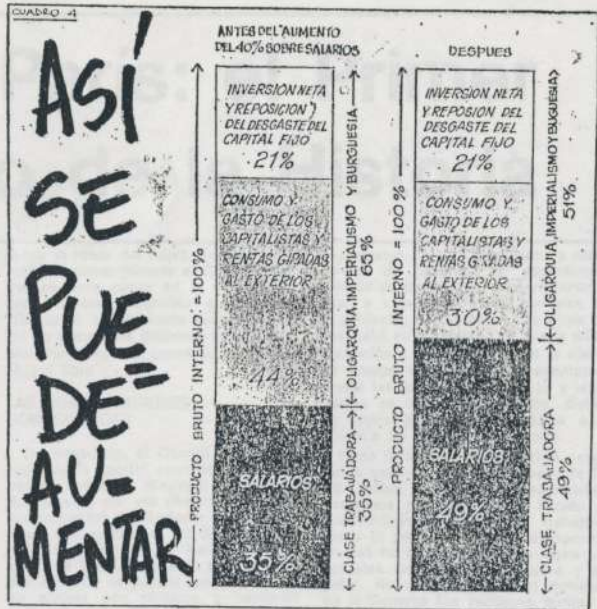 CUADRO 4
ASÍ
SE
PUE
DE=
AU-
MENTAR
ANTES DEL AUMENTO
DEL 40% SOBRE SALARIOS
INVERSIÓN NETA
Y REPOSICION
DEL DESGASTE DEL
CAPITAL FIJO
21%
CONSUMO Y
GASTO DE LOS
CAPITALISTAS Y
RENTAS GIRADAS
AL EXTERIOR
44%
SALARIOS
35%
PRODUCTO BRUTO INTERNO = 100%
OLIGARQUIA, IMPERIALISMO Y BURGUESIA
65%
CLASE TRABAJADORA
35%
DESPUES
INVERSIÓN NETA
Y REPOSION DEL
DESGASTE DEL
CAPITAL FIJO
21%
CONSUMO Y
GASTO DE LOS
CAPITALISTAS Y
RENTAS GIRADAS
AL EXTERIOR
30%
SALARIOS
49%
PRODUCTO BRUTO INTERNO = 100%
OLIGARQUIA, IMPERIALISMO Y BURGUESIA
51%
CLASE TRABAJADORA
49%